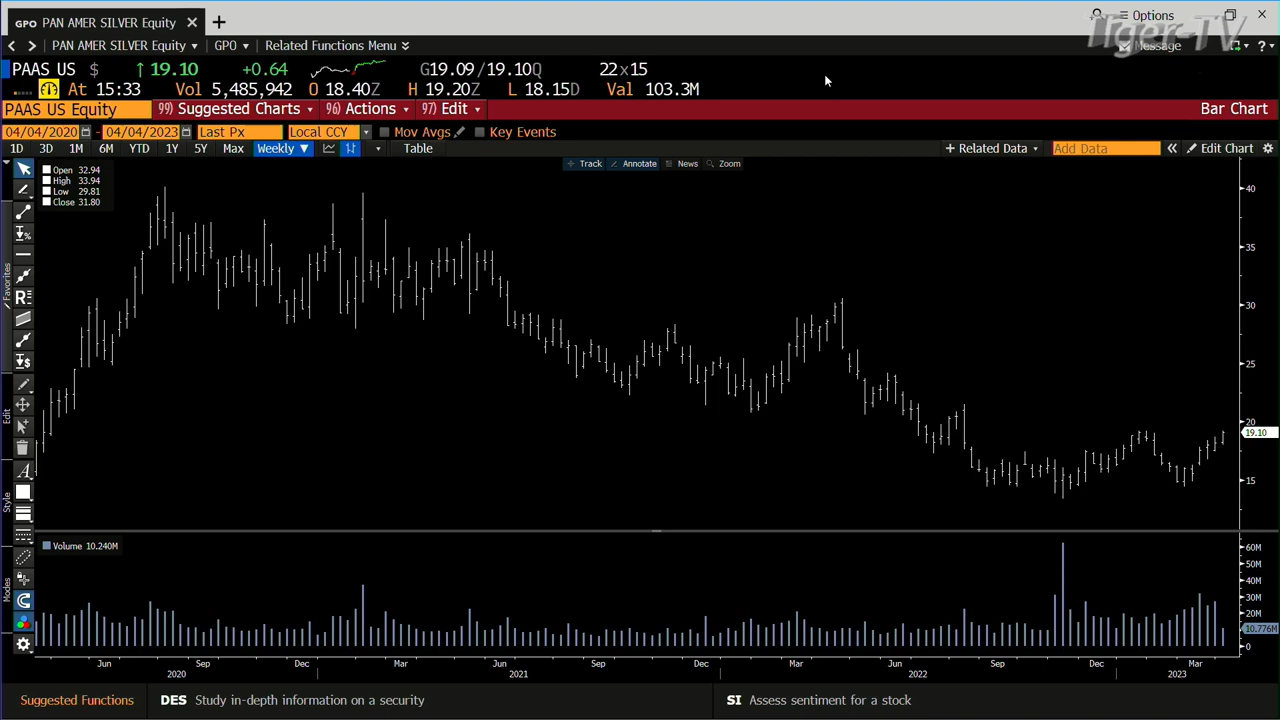 GPO PAN AMER SILVER Equity × +
Options
Tiger-TV
< > PAN AMER SILVER Equity ▾ GPO ▾ Related Functions Menu
Message ?
PAAS US $ ↑ 19.10 +0.64 G19.09/19.10Q 22x15
At 15:33 Vol 5,485,942 O 18.40Z H 19.20Z L 18.15D Val 103.3M
PAAS US Equity 99) Suggested Charts 96) Actions 97) Edit Bar Chart
04/04/2020 - 04/04/2023 Last Px Local CCY Mov Avgs Key Events
1D 3D 1M 6M YTD 1Y 5Y Max Weekly ▼ Table + Related Data Add Data « Edit Chart
Track Annotate News Zoom
Open 32.94
High 33.94
Low 29.81
Close 31.80
Favorites
Edit
Style
Modes
40
35
30
25
20
19.10
15
Volume 10.240M
60M
50M
40M
30M
20M
10.776M
0
Jun Sep Dec Mar Jun Sep Dec Mar Jun Sep Dec Mar
2020 2021 2022 2023
Suggested Functions DES Study in-depth information on a security SI Assess sentiment for a stock